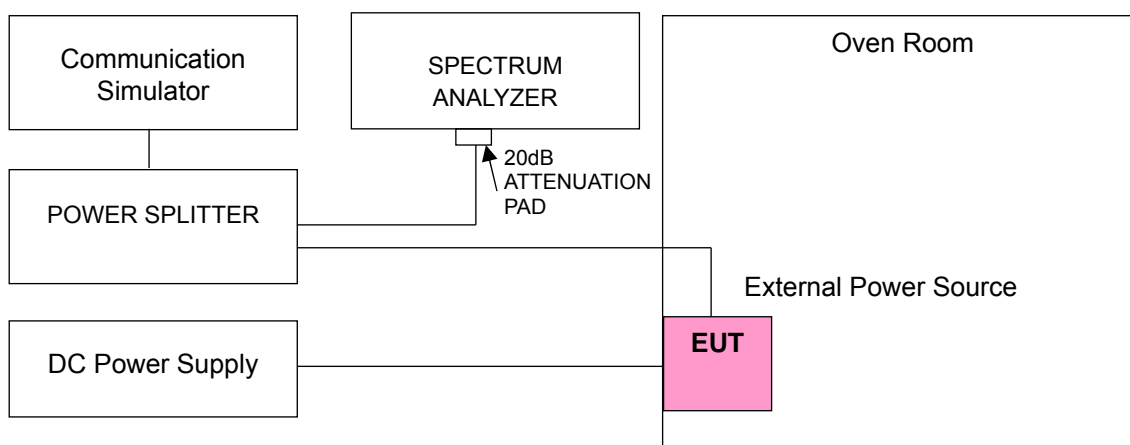 Communication
Simulator
SPECTRUM
ANALYZER
Oven Room
20dB
ATTENUATION
PAD
POWER SPLITTER
External Power Source
EUT
DC Power Supply